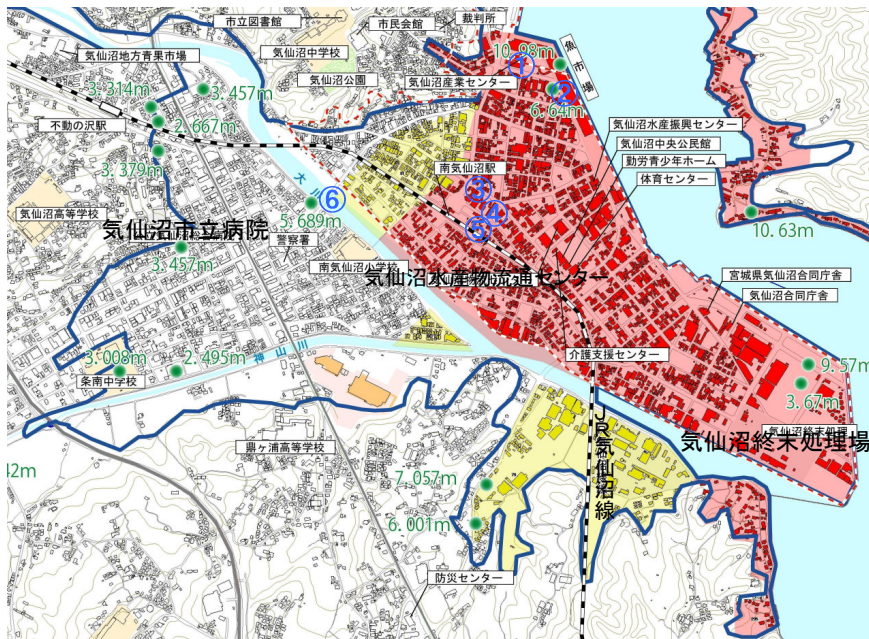 市立図書館
市民会館
裁判所
気仙沼地方青果市場
気仙沼中学校
10.98m
魚市場
①
気仙沼公園
気仙沼産業センター
②
3.314m
3.457m
6.64m
2.667m
気仙沼水産振興センター
不動の沢駅
気仙沼中央公民館
3.379m
南気仙沼駅
勤労青少年ホーム
大川
③
体育センター
⑥
④
気仙沼高等学校
5.689m
⑤
10.63m
気仙沼市立病院
警察署
3.457m
南気仙沼小学校
気仙沼水産物流通センター
宮城県気仙沼合同庁舎
気仙沼合同庁舎
神山川
3.008m
2.495m
介護支援センター
9.57m
条南中学校
3.67m
JR気仙沼線
気仙沼終末処理
気仙沼終末処理場
鼎ヶ浦高等学校
42m
7.057m
6.001m
防災センター